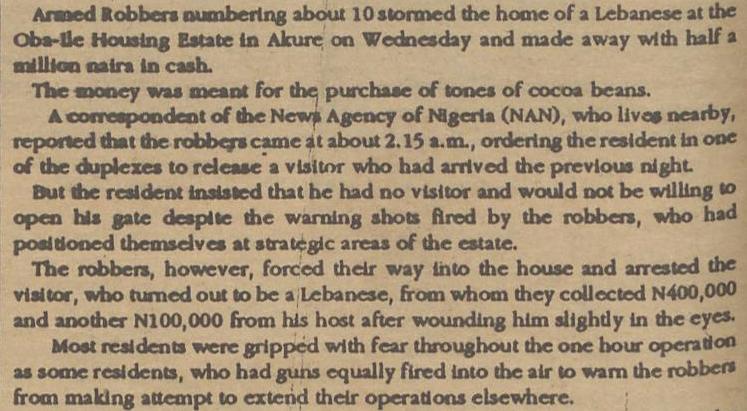 Armed Robbers numbering about 10 stormed the home of a Lebanese at the
Oba-Ile Housing Estate in Akure on Wednesday and made away with half a
million naira in cash.
The money was meant for the purchase of tones of cocoa beans.
A correspondent of the News Agency of Nigeria (NAN), who lives nearby,
reported that the robbers came at about 2.15 a.m., ordering the resident in one
of the duplexes to release a visitor who had arrived the previous night.
But the resident insisted that he had no visitor and would not be willing to
open his gate despite the warning shots fired by the robbers, who had
positioned themselves at strategic areas of the estate.
The robbers, however, forced their way into the house and arrested the
visitor, who turned out to be a Lebanese, from whom they collected N400,000
and another N100,000 from his host after wounding him slightly in the eyes.
Most residents were gripped with fear throughout the one hour operation
as some residents, who had guns equally fired into the air to warn the robbers
from making attempt to extend their operations elsewhere.